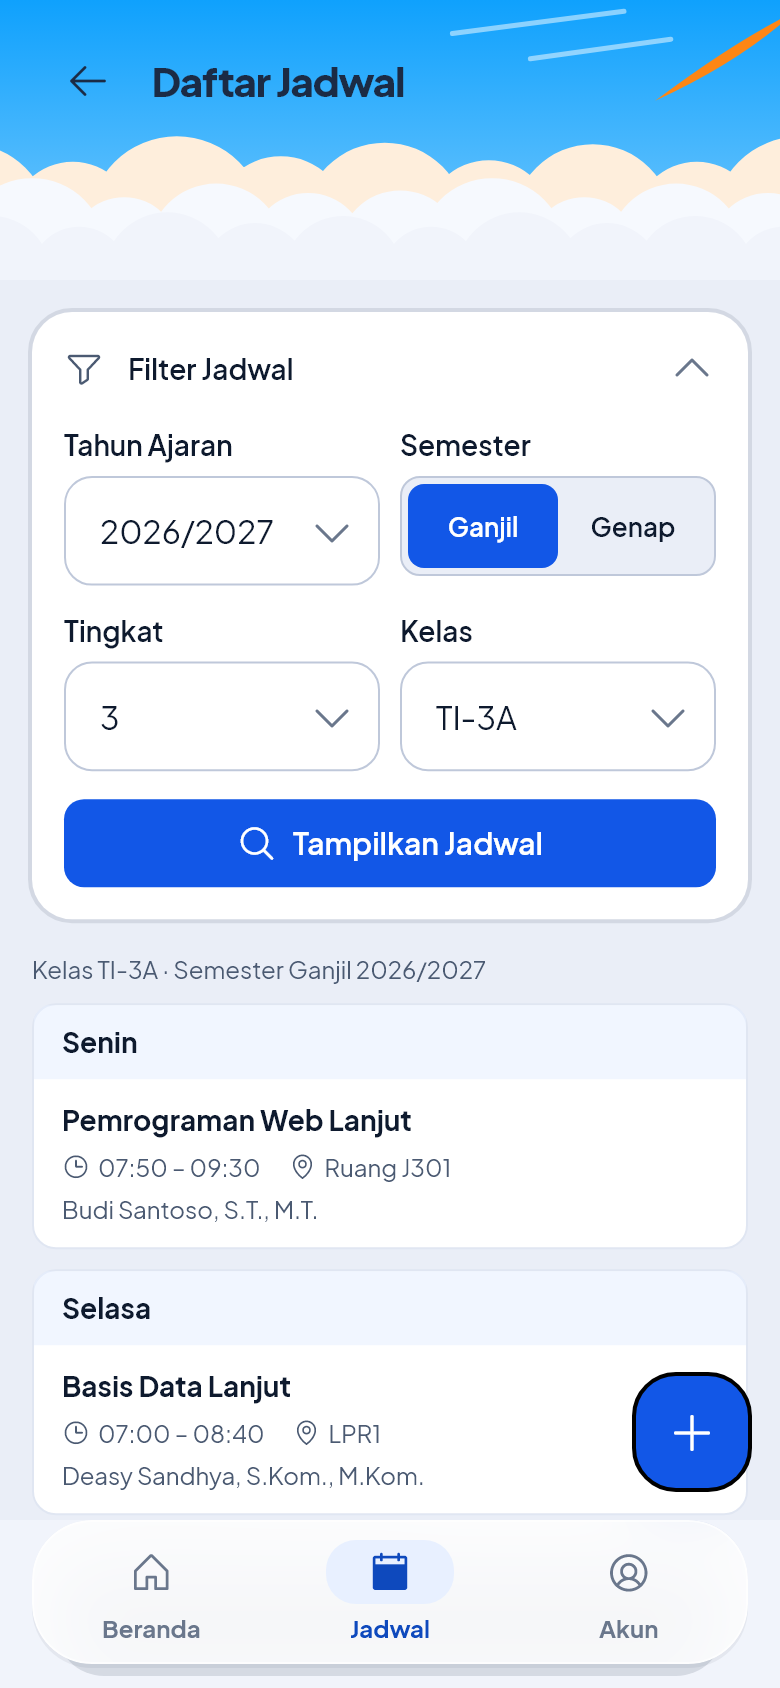 Daftar Jadwal
Filter Jadwal
Tahun Ajaran
Semester
2026/2027
Ganjil
Genap
Tingkat
Kelas
3
TI-3A
Tampilkan Jadwal
Kelas TI-3A · Semester Ganjil 2026/2027
Senin
Pemrograman Web Lanjut
07:50 – 09:30 Ruang J301
Budi Santoso, S.T., M.T.
Selasa
Basis Data Lanjut
07:00 – 08:40 LPR1
Deasy Sandhya, S.Kom., M.Kom.
Beranda
Jadwal
Akun